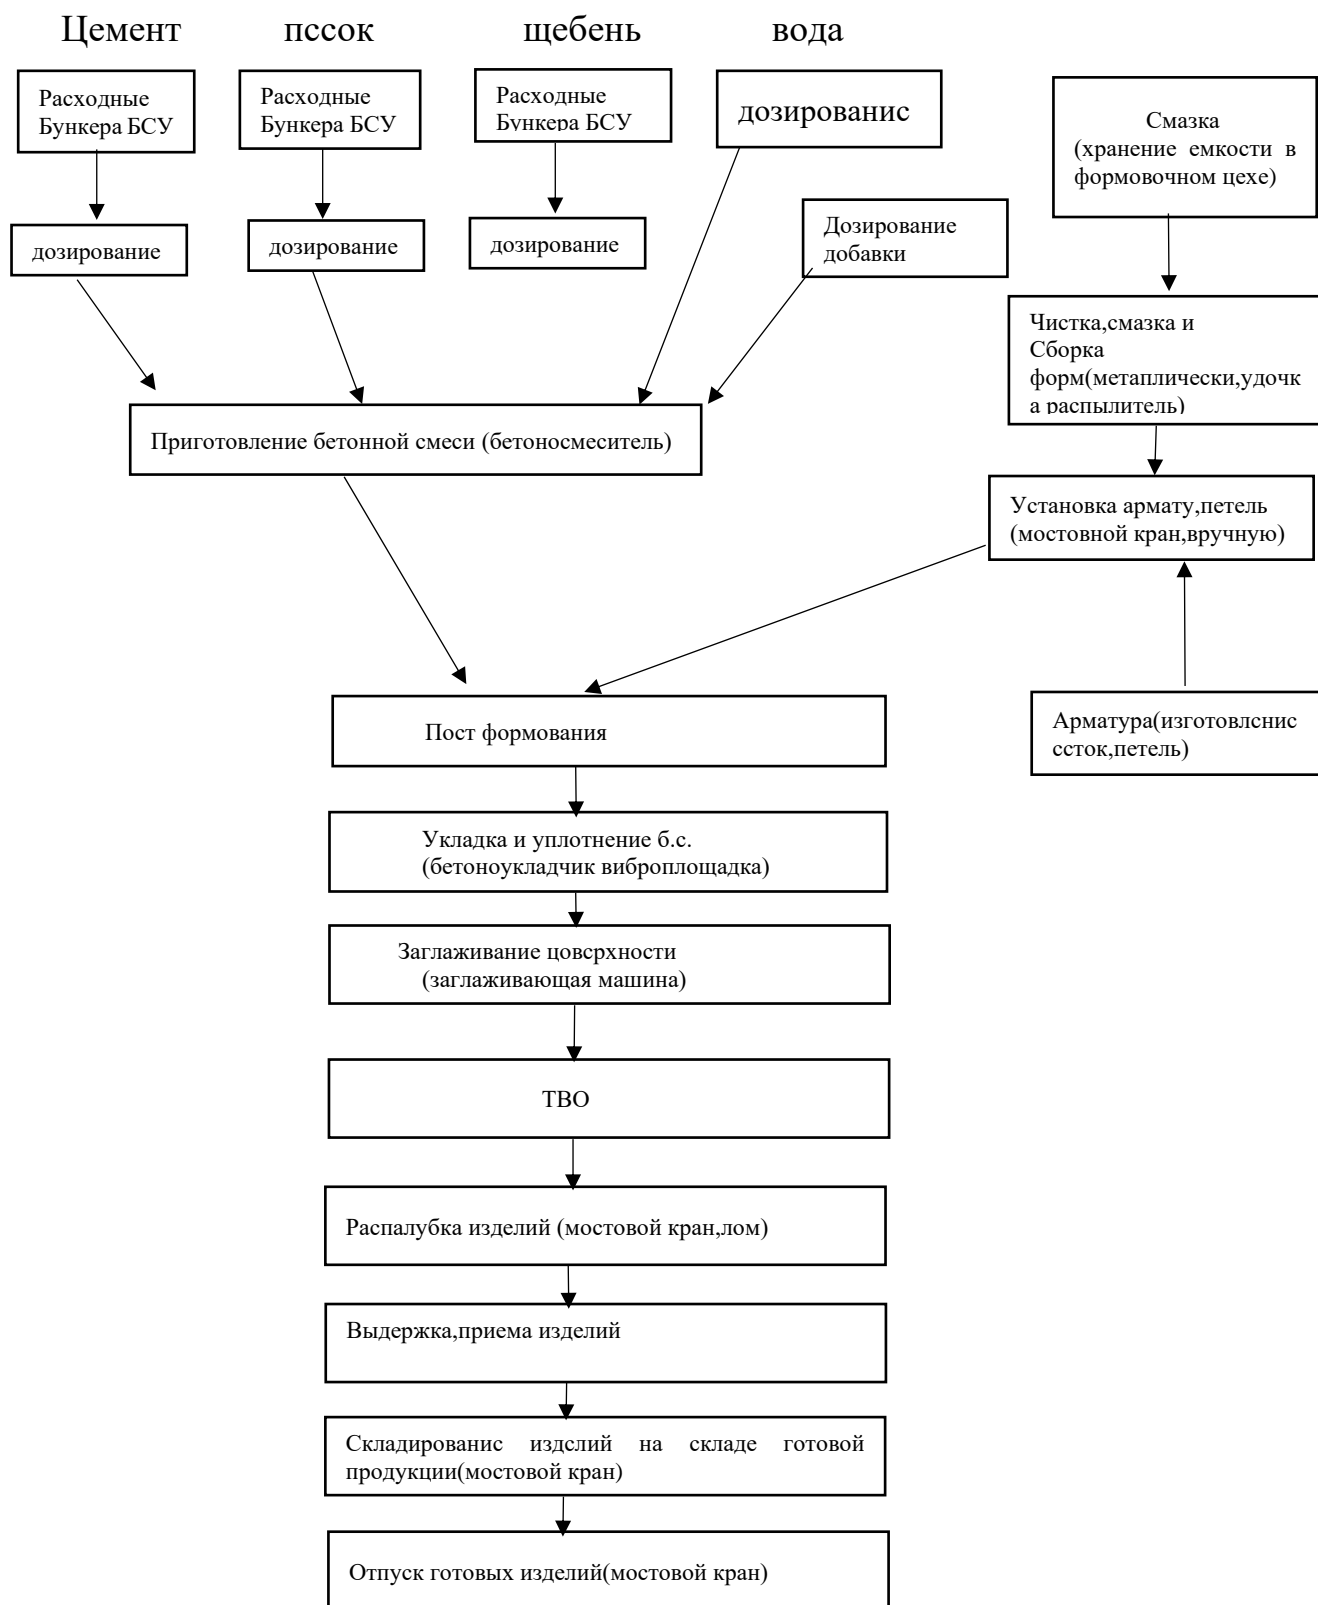 Цемент
пссок
щебень
вода
Расходные
Бункера БСУ
Расходные
Бункера БСУ
Расходные
Бункера БСУ
дозированис
Смазка
(хранение емкости в
формовочном цехе)
дозирование
дозирование
дозирование
Дозирование
добавки
Чистка,смазка и
Сборка
форм(метаплически,удочк
а распылитель)
Приготовление бетонной смеси (бетоносмеситель)
Установка армату,петель
(мостовной кран,вручную)
Пост формования
Арматура(изготовлснис
ссток,петель)
Укладка и уплотнение б.с.
(бетоноукладчик виброплощадка)
Заглаживание цовсрхности
(заглаживающая машина)
ТВО
Распалубка изделий (мостовой кран,лом)
Выдержка,приема изделий
Складированис издслий на складе готовой
продукции(мостовой кран)
Отпуск готовых изделий(мостовой кран)